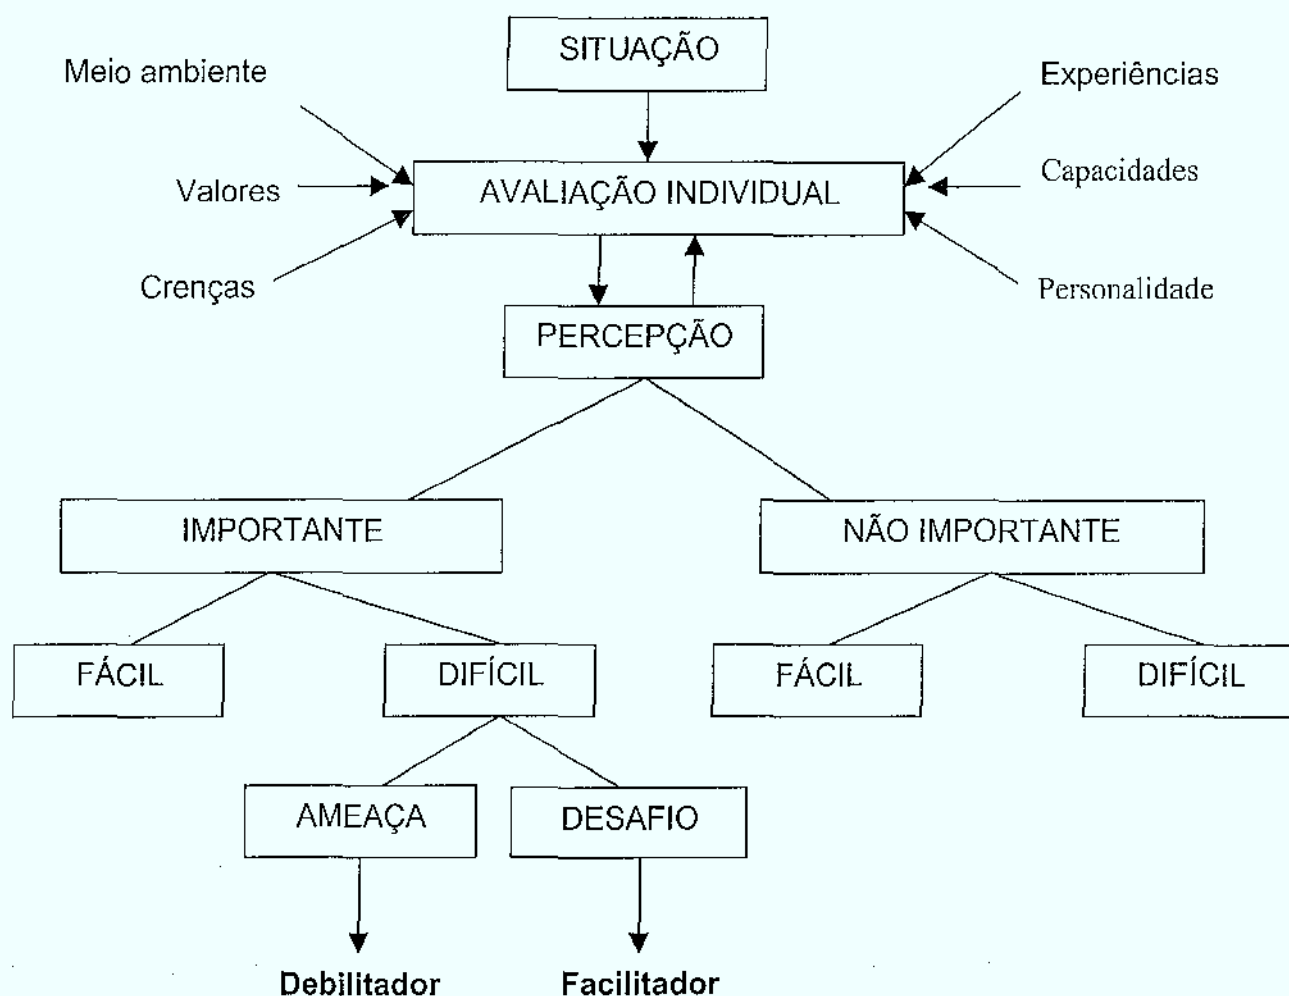 SITUAÇÃO
Meio ambiente
Experiências
Valores
AVALIAÇÃO INDIVIDUAL
Capacidades
Crenças
Personalidade
PERCEPÇÃO
IMPORTANTE
NÃO IMPORTANTE
FÁCIL
DIFÍCIL
FÁCIL
DIFÍCIL
AMEAÇA
DESAFIO
Debilitador
Facilitador